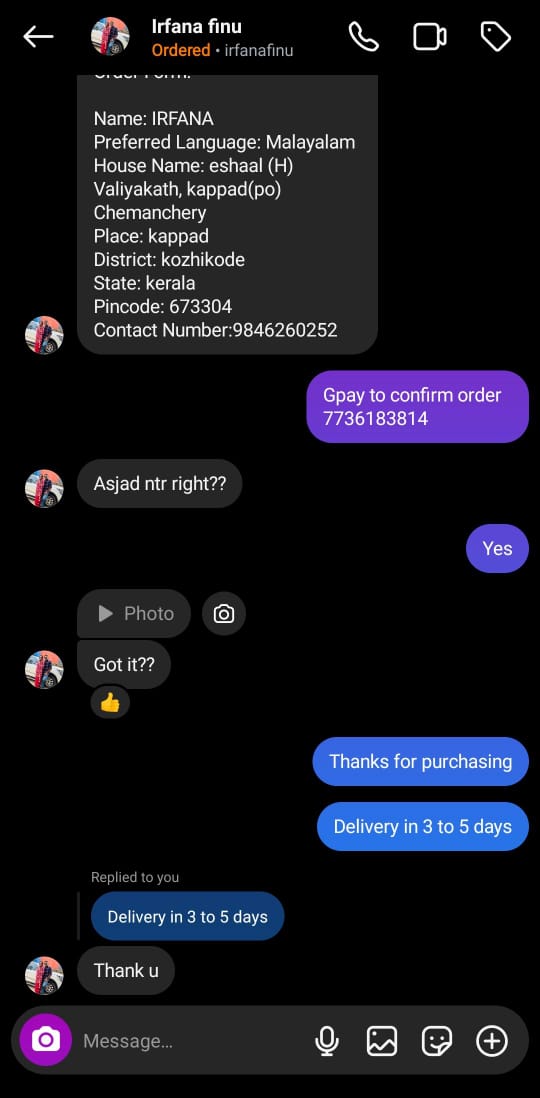 Irfana finu
Ordered • irfanafinu
Order Form:
Name: IRFANA
Preferred Language: Malayalam
House Name: eshaal (H)
Valiyakath, kappad(po)
Chemanchery
Place: kappad
District: kozhikode
State: kerala
Pincode: 673304
Contact Number:9846260252
Gpay to confirm order
7736183814
Asjad ntr right??
Yes
Photo
Got it??
👍
Thanks for purchasing
Delivery in 3 to 5 days
Replied to you
Delivery in 3 to 5 days
Thank u
Message...